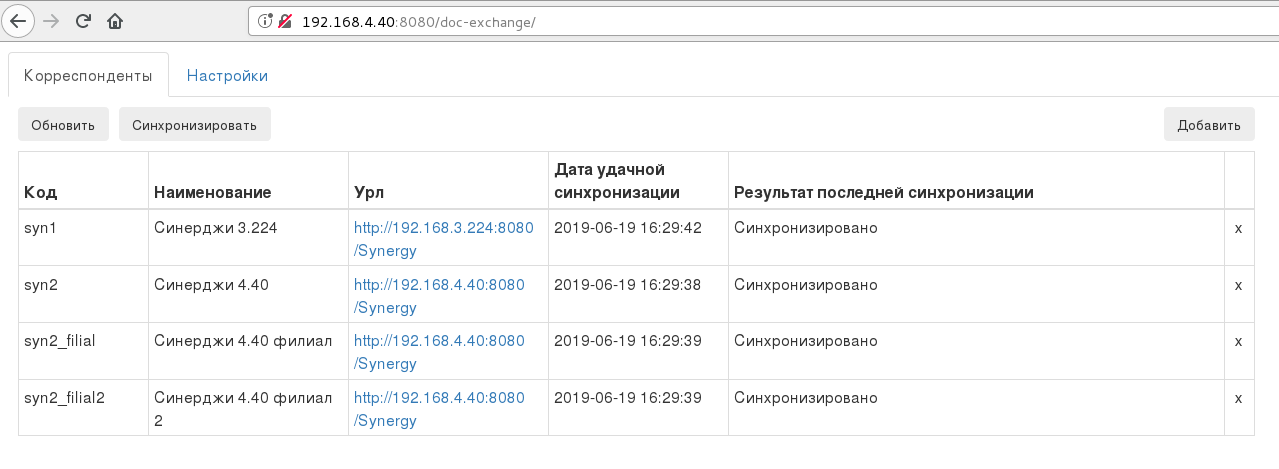 192.168.4.40:8080/doc-exchange/
Корреспонденты Настройки
Обновить Синхронизировать Добавить
Код Наименование Урл Дата удачной синхронизации Результат последней синхронизации
syn1 Синерджи 3.224 http://192.168.3.224:8080 2019-06-19 16:29:42 Синхронизировано x
/Synergy
syn2 Синерджи 4.40 http://192.168.4.40:8080 2019-06-19 16:29:38 Синхронизировано x
/Synergy
syn2_filial Синерджи 4.40 филиал http://192.168.4.40:8080 2019-06-19 16:29:39 Синхронизировано x
/Synergy
syn2_filial2 Синерджи 4.40 филиал http://192.168.4.40:8080 2019-06-19 16:29:39 Синхронизировано x
2 /Synergy